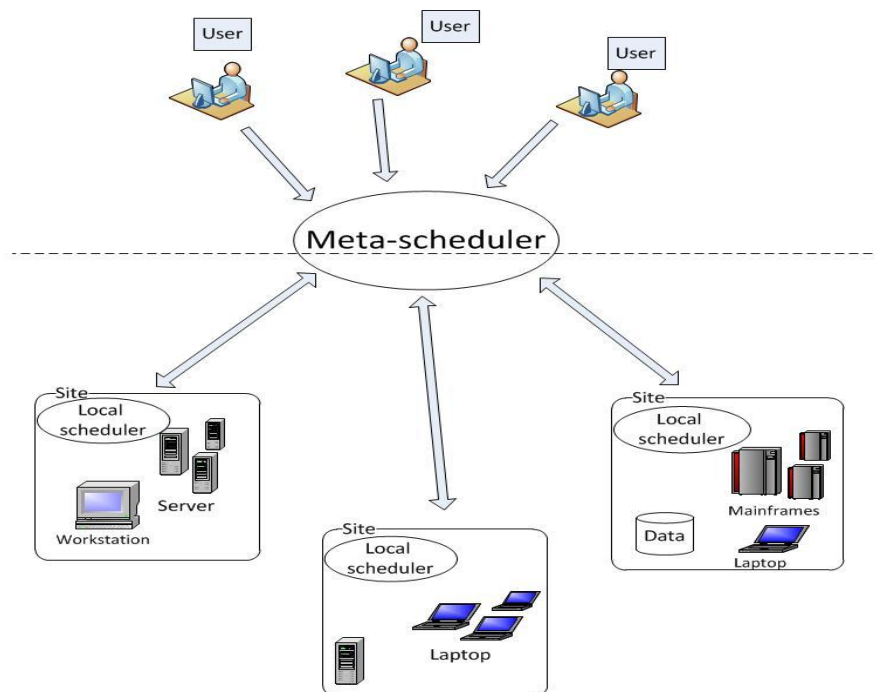 User
User
User
Meta-scheduler
Site
Local
scheduler
Server
Workstation
Site
Local
scheduler
Laptop
Site
Local
scheduler
Mainframes
Data
Laptop